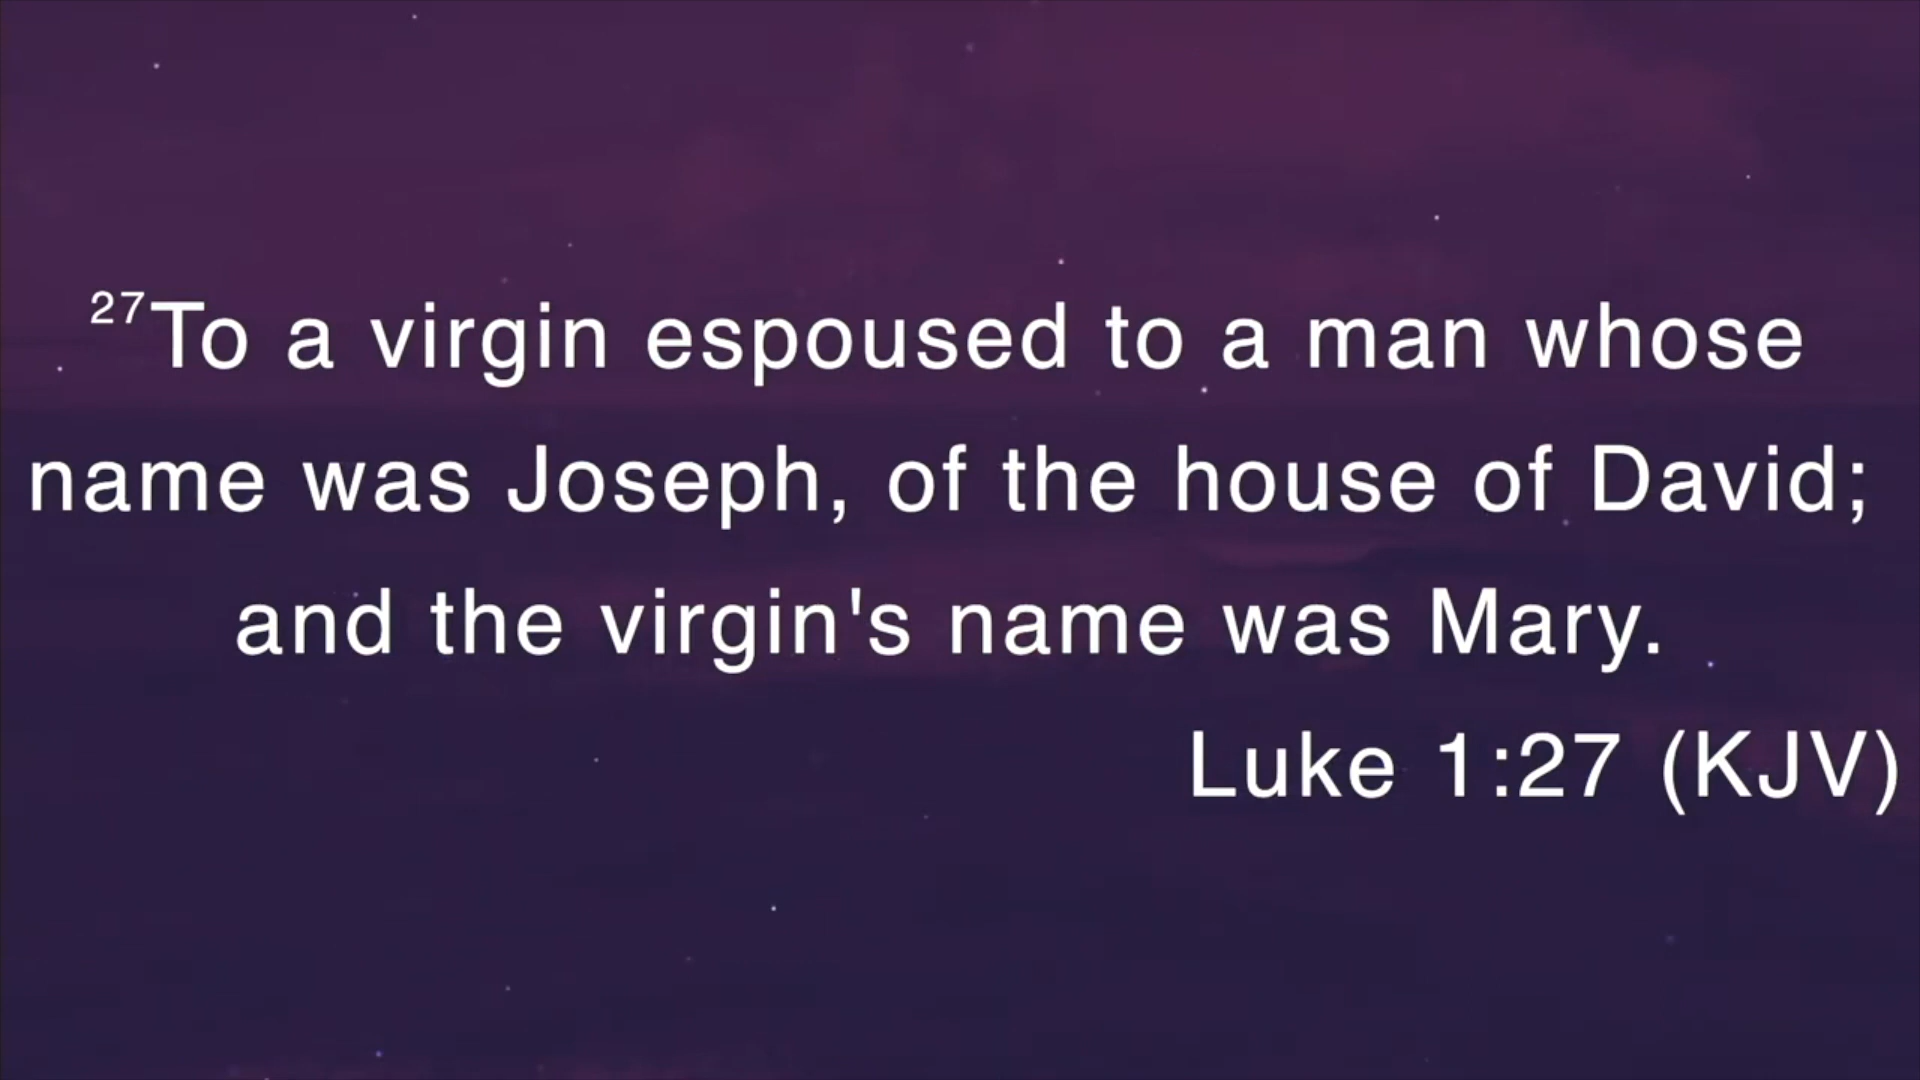 27To a virgin espoused to a man whose
name was Joseph, of the house of David;
and the virgin's name was Mary.
Luke 1:27 (KJV)